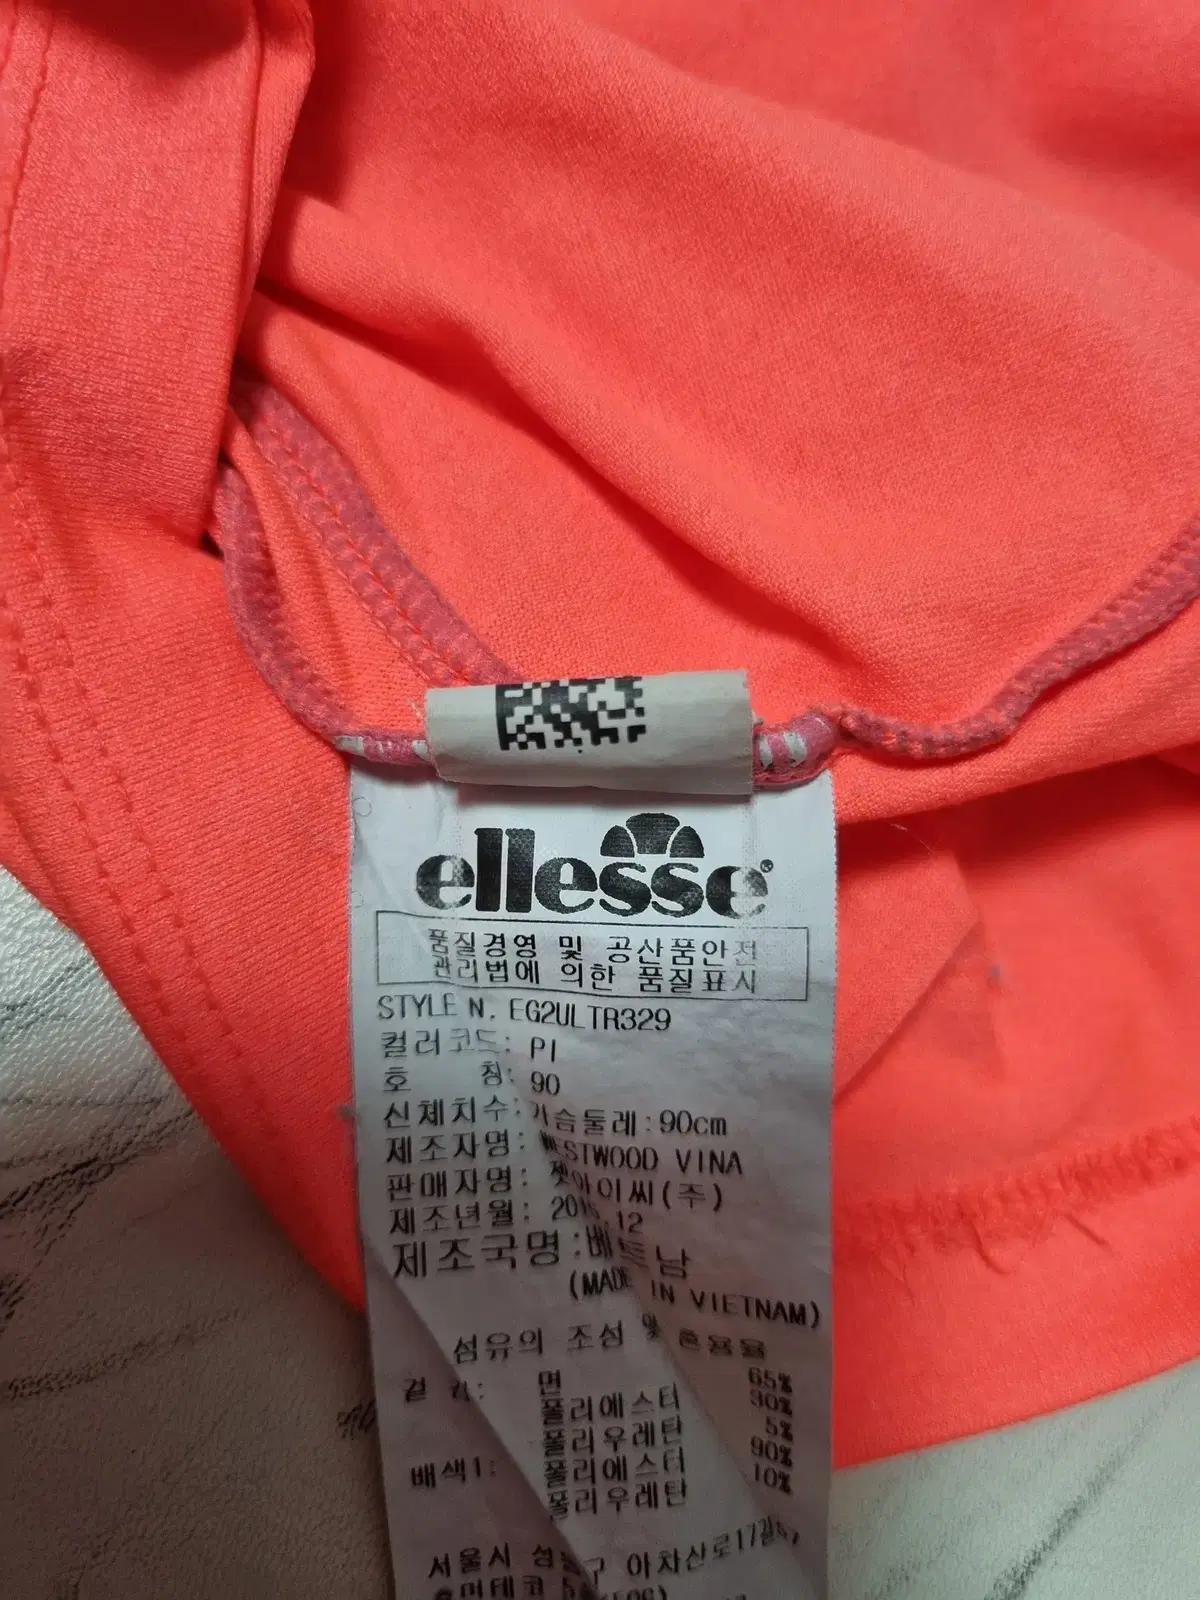 ellesse
품질경영 및 공산품안전
관리법에 의한 품질표시
STYLE N. EG2ULTR329
컬러코드: PI
호 칭: 90
신체치수: 가슴둘레:90cm
제조자명: WESTWOOD VINA
판매자명: 젯아이씨(주)
제조년월: 12
제조국명:베트남
(MADE IN VIETNAM)
섬유의 조성 및 혼용율
겉 감: 면 65%
폴리에스터 30%
폴리우레탄 5%
배색1: 폴리에스터 90%
폴리우레탄 10%
서울시 성동구 아차산로17길